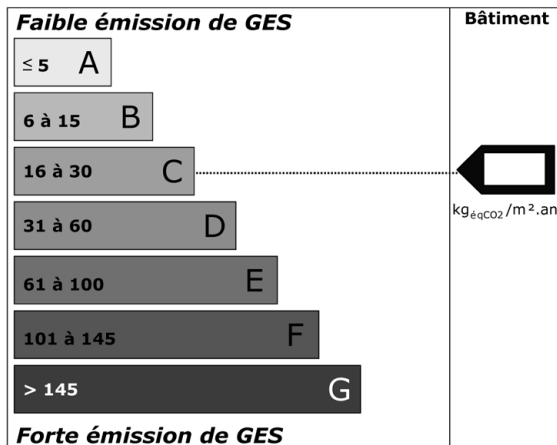 Faible émission de GES
Bâtiment
≤ 5 A
6 à 15 B
16 à 30 C
kgéqCO2/m².an
31 à 60 D
61 à 100 E
101 à 145 F
> 145 G
Forte émission de GES